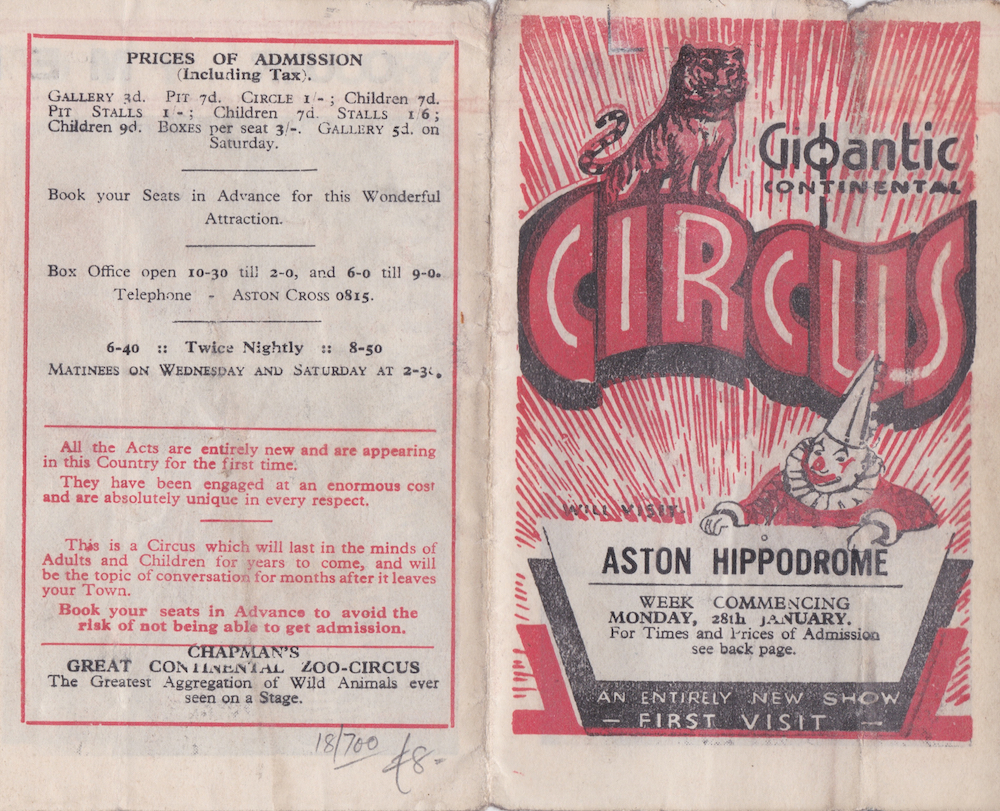 PRICES OF ADMISSION
(Including Tax).
GALLERY 3d. PIT 7d. CIRCLE 1/-; Children 7d.
PIT STALLS 1/-; Children 7d. STALLS 1/6;
Children 9d. BOXES per seat 3/-. GALLERY 5d. on
Saturday.
Book your Seats in Advance for this Wonderful
Attraction.
Box Office open 10-30 till 2-0, and 6-0 till 9-0.
Telephone - ASTON CROSS 0815.
6-40 :: Twice Nightly :: 8-50
MATINEES ON WEDNESDAY AND SATURDAY AT 2-30.
All the Acts are entirely new and are appearing
in this Country for the first time.
They have been engaged at an enormous cost
and are absolutely unique in every respect.
This is a Circus which will last in the minds of
Adults and Children for years to come, and will
be the topic of conversation for months after it leaves
your Town.
Book your seats in Advance to avoid the
risk of not being able to get admission.
CHAPMAN'S
GREAT CONTINENTAL ZOO-CIRCUS
The Greatest Aggregation of Wild Animals ever
seen on a Stage.
18/700 £8-
Gigantic
CONTINENTAL
CIRCUS
WILL VISIT
ASTON HIPPODROME
WEEK COMMENCING
MONDAY, 28th JANUARY.
For Times and Prices of Admission
see back page.
AN ENTIRELY NEW SHOW
— FIRST VISIT —